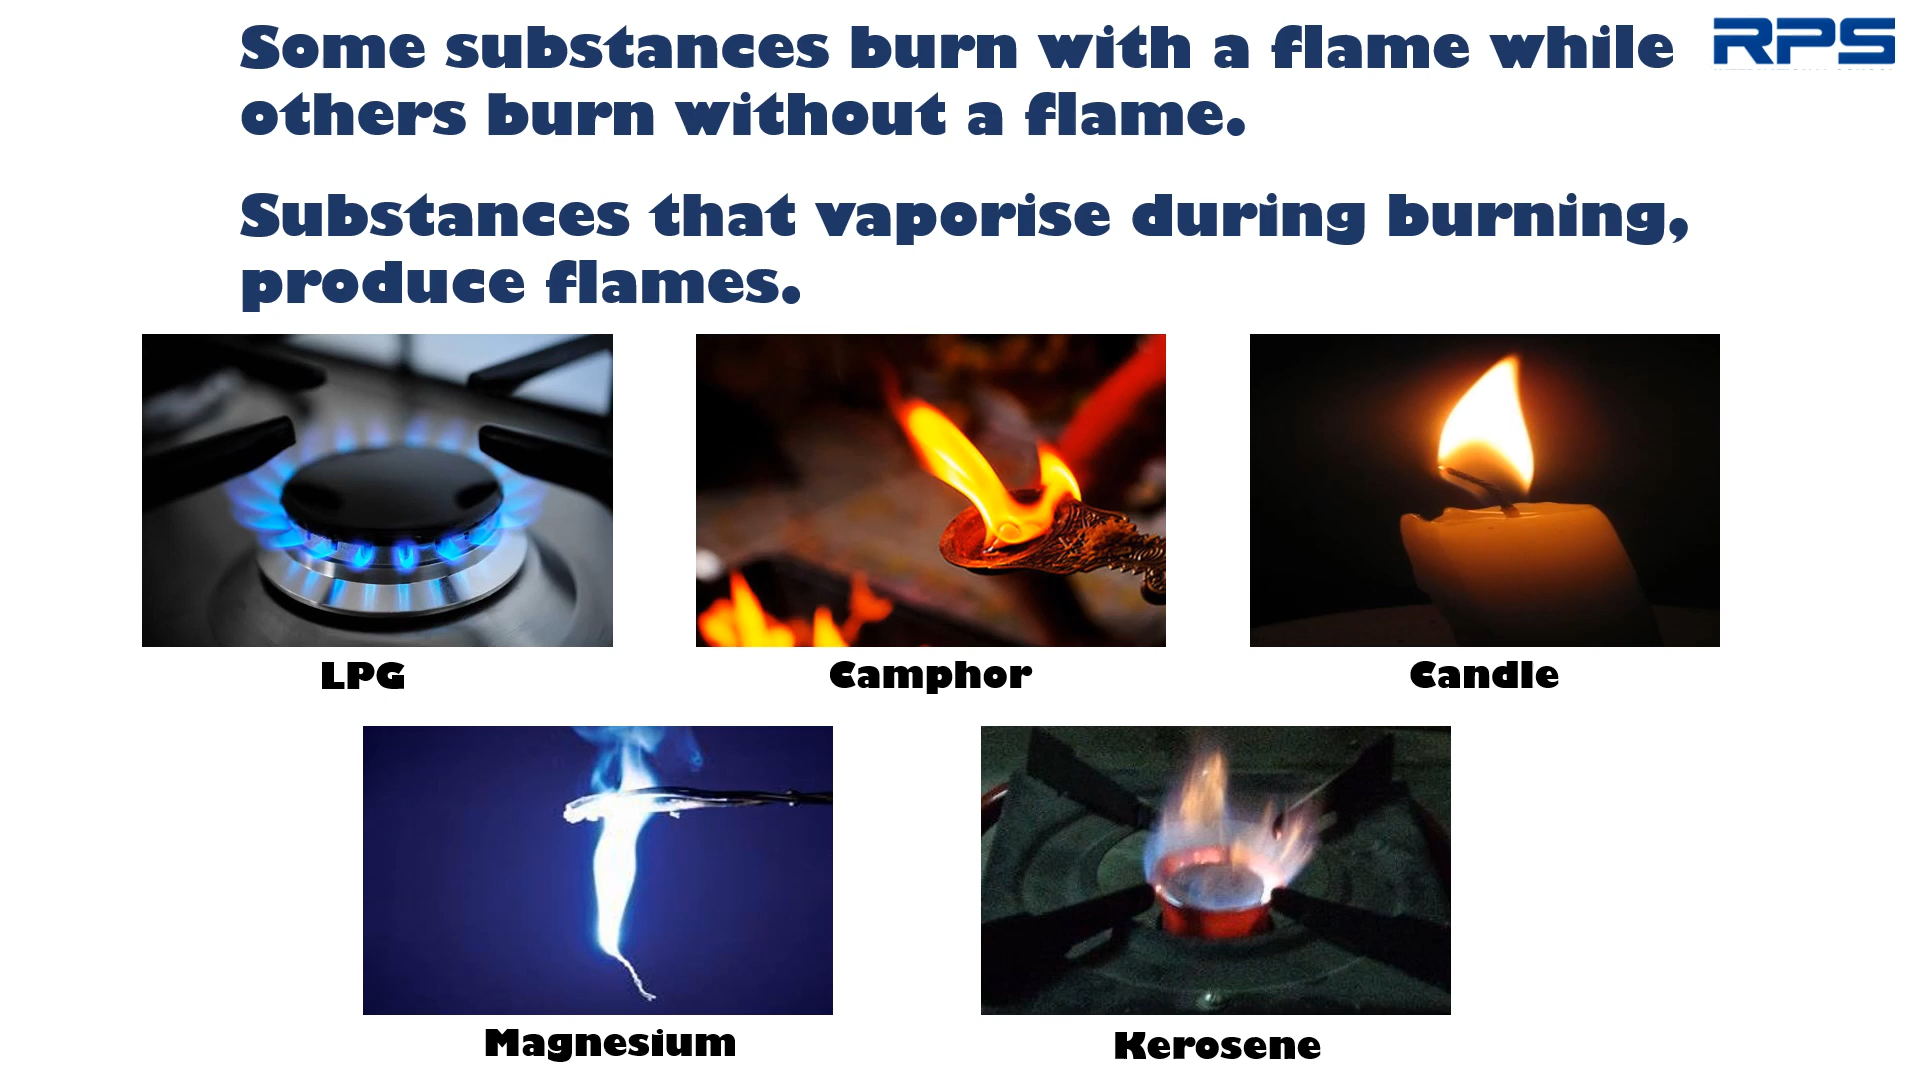 Some substances burn with a flame while
RPS
others burn without a flame.
Substances that vaporise during burning,
produce flames.
LPG
Camphor
Candle
Magnesium
Kerosene